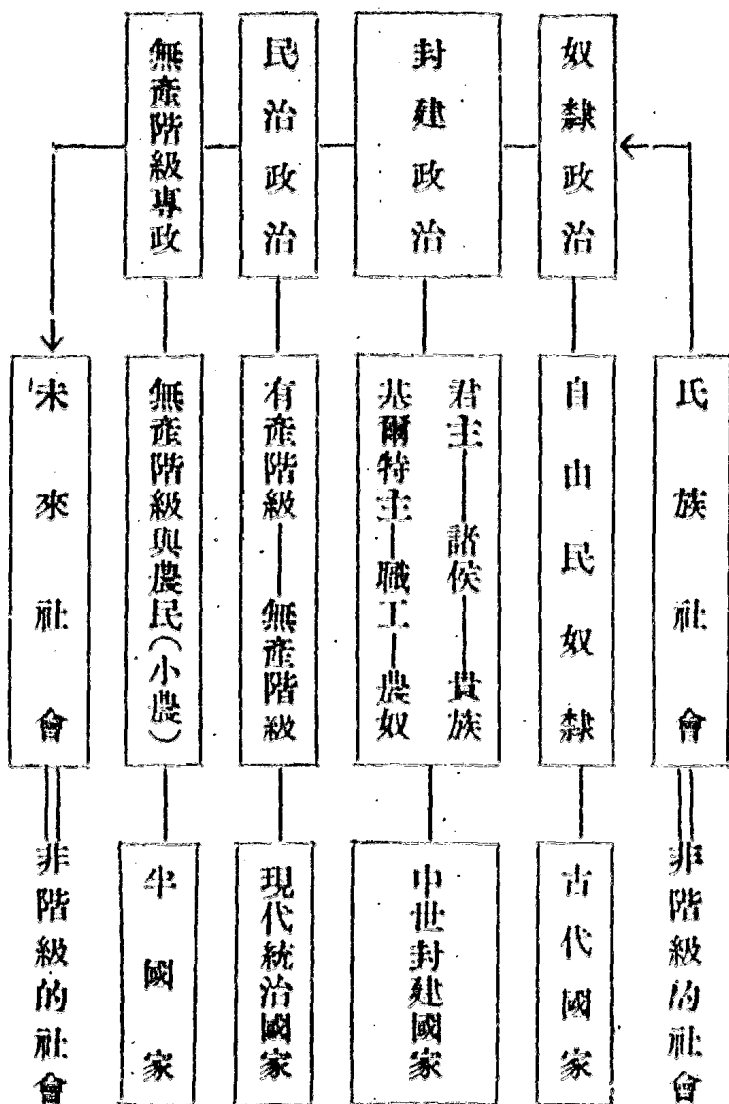 氏族社會
非階級的社會
奴隸政治
自由民奴隸
古代國家
封建政治
君主——諸侯——貴族
基爾特主—職工—農奴
中世封建國家
民治政治
有產階級——無產階級
現代統治國家
無產階級專政
無產階級與農民(小農)
半國家
未來社會
非階級的社會